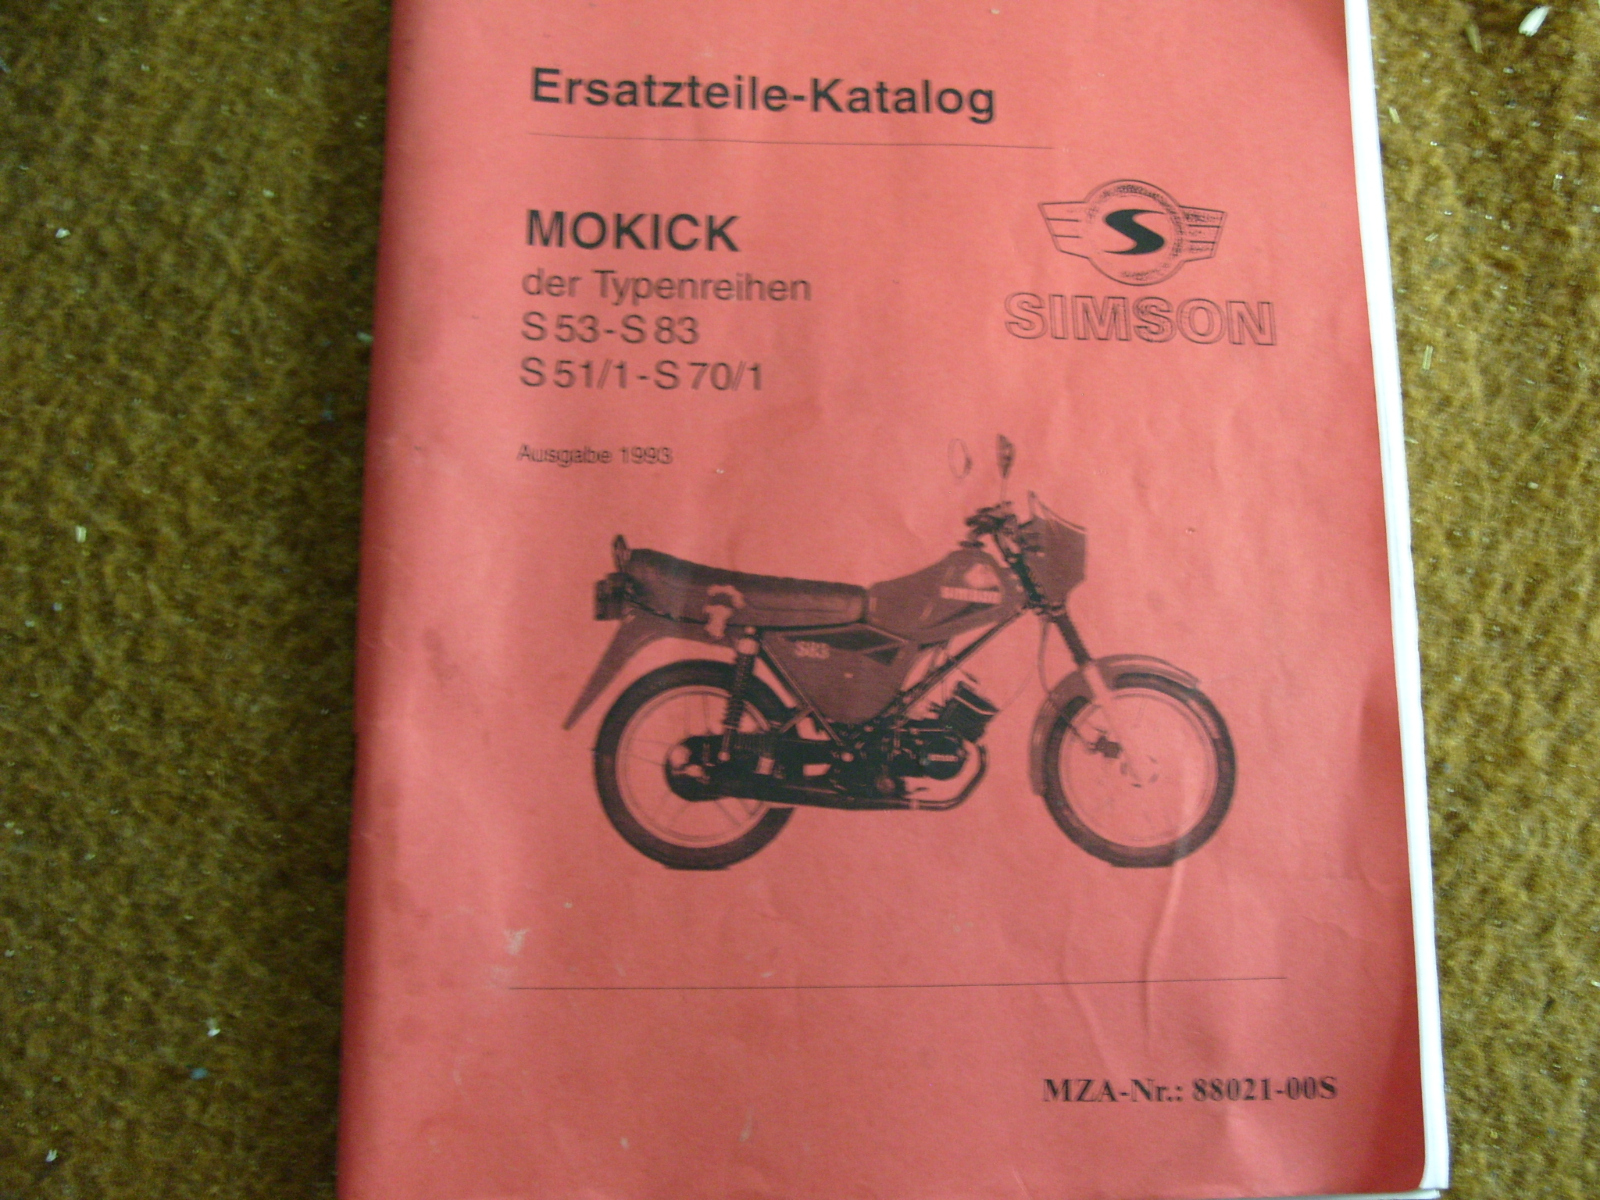 Ersatzteile-Katalog
MOKICK
der Typenreihen
S 53 - S 83
S 51/1 - S 70/1
Ausgabe 1993
S
SIMSON
SIMSON
S83
MZA-Nr.: 88021-00S